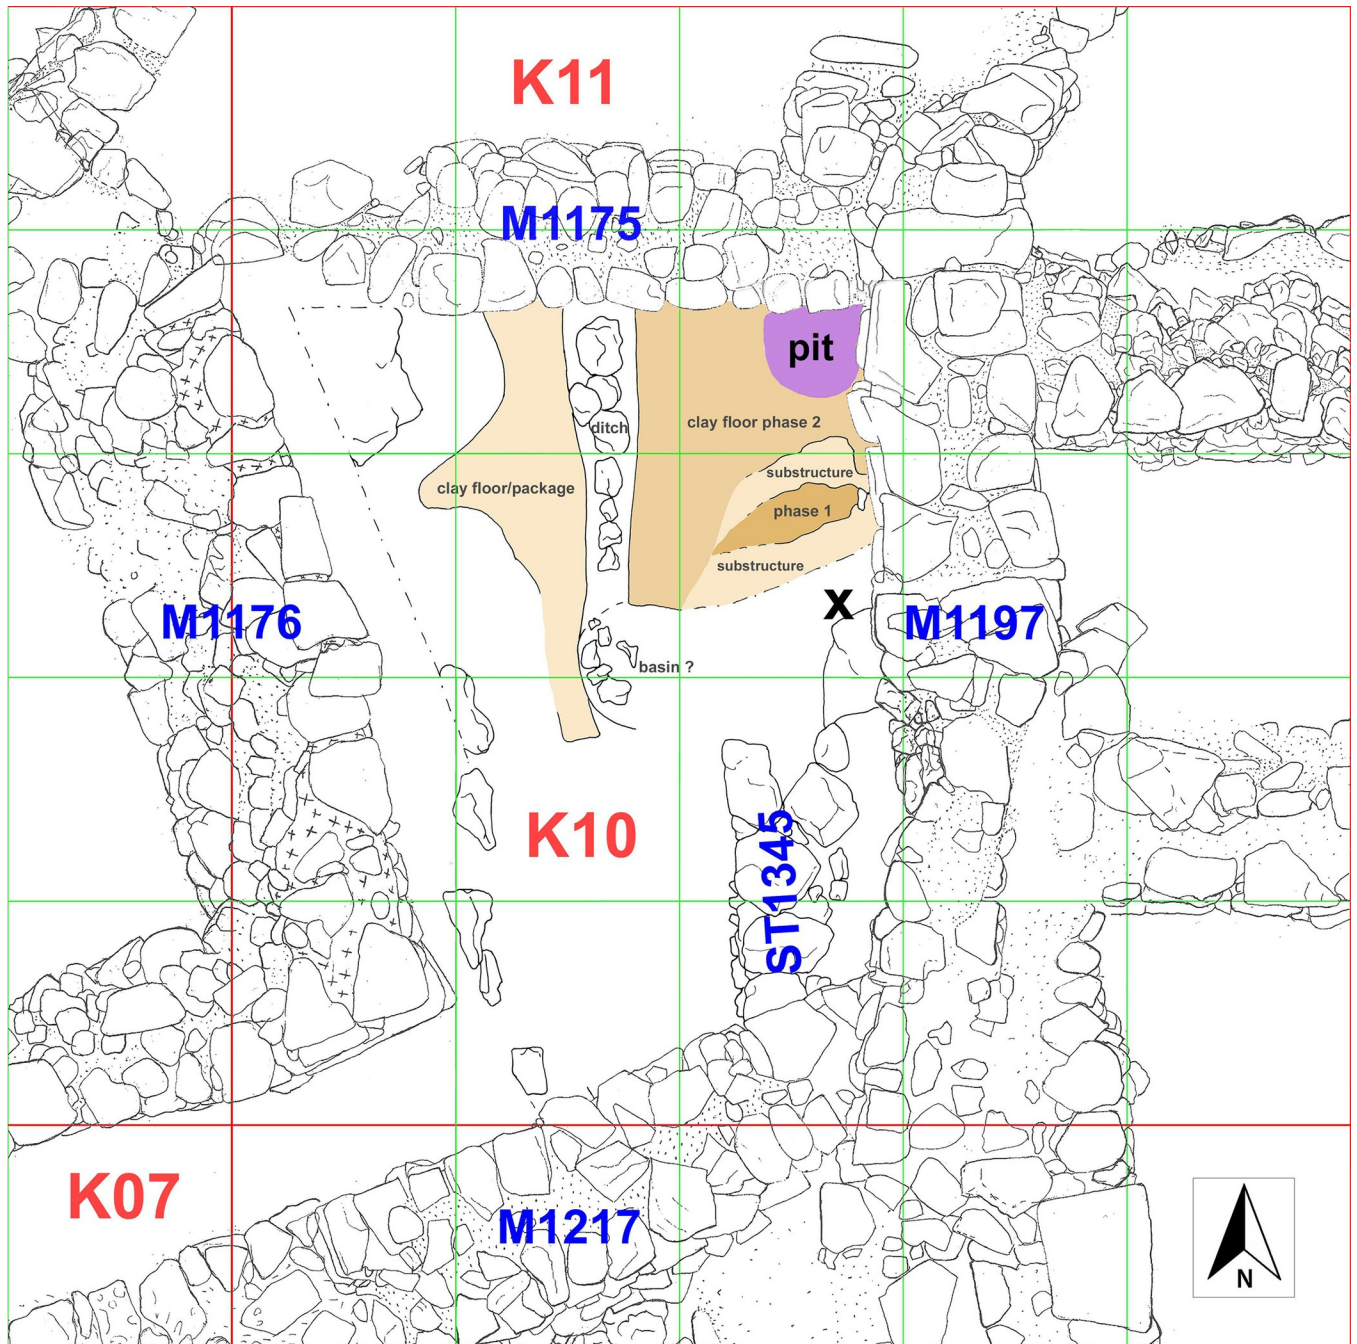 K11
M1175
pit
ditch
clay floor phase 2
substructure
clay floor/package
phase 1
substructure
x
M1176
M1197
basin ?
K10
ST1345
K07
M1217
N